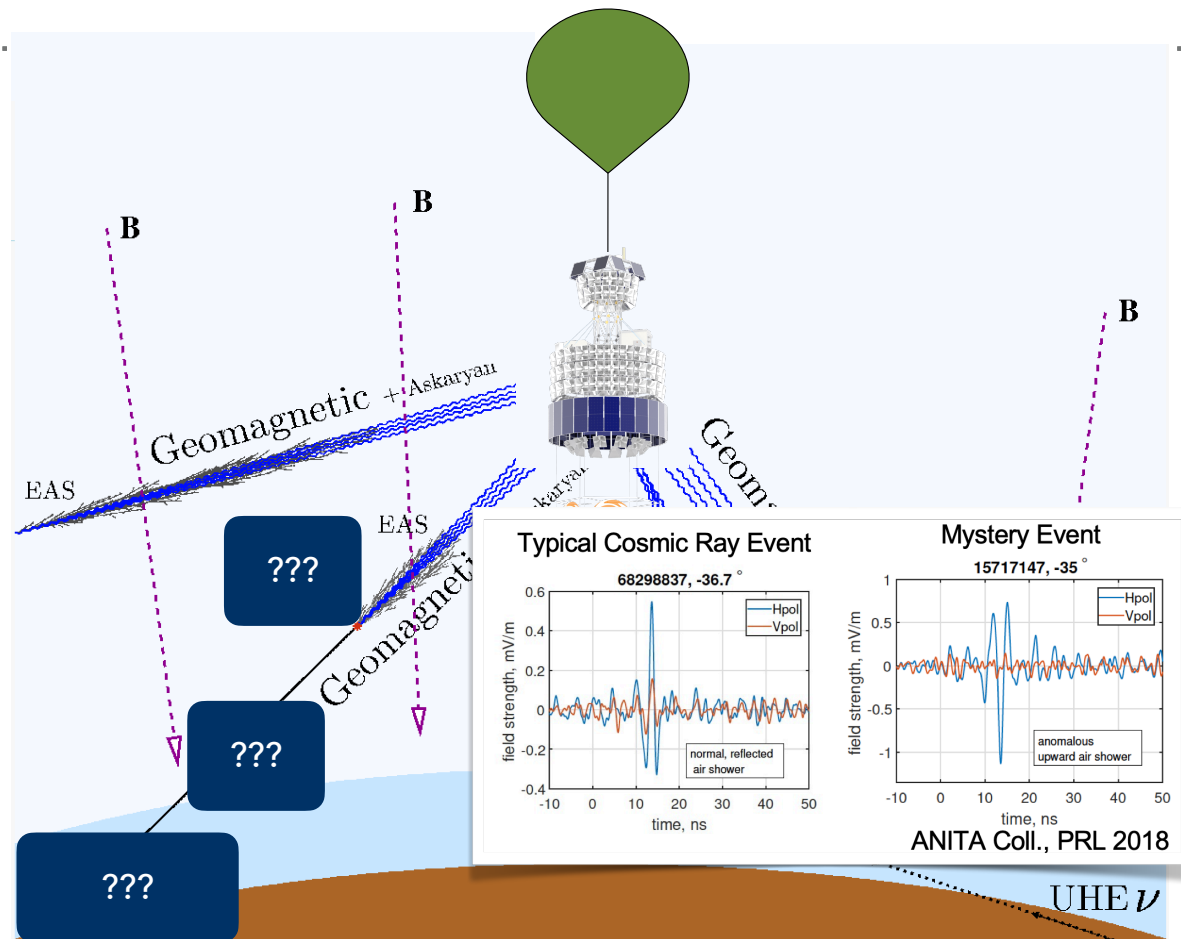 B
B
B
Geomagnetic + Askaryan
EAS
EAS
???
???
???
UHE ν
Typical Cosmic Ray Event
68298837, -36.7 °
field strength, mV/m
0.6
0.4
0.2
0
-0.2
-0.4
Hpol
Vpol
normal, reflected
air shower
-10 0 10 20 30 40 50
time, ns
Mystery Event
15717147, -35 °
field strength, mV/m
1
0.5
0
-0.5
-1
Hpol
Vpol
anomalous
upward air shower
-10 0 10 20 30 40 50
time, ns
ANITA Coll., PRL 2018